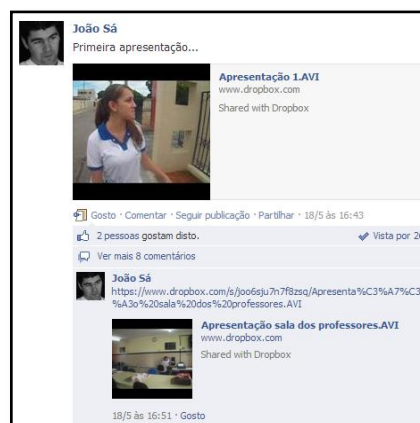 João Sá
Primeira apresentação...
Apresentação 1.AVI
www.dropbox.com
Shared with Dropbox
Gosto · Comentar · Seguir publicação · Partilhar · 18/5 às 16:43
2 pessoas gostam disto.
Vista por 2
Ver mais 8 comentários
João Sá
https://www.dropbox.com/s/joo6sju7n7f8zsq/Apresenta%C3%A7%C3
%A3o%20sala%20dos%20professores.AVI
Apresentação sala dos professores.AVI
www.dropbox.com
Shared with Dropbox
18/5 às 16:51 · Gosto